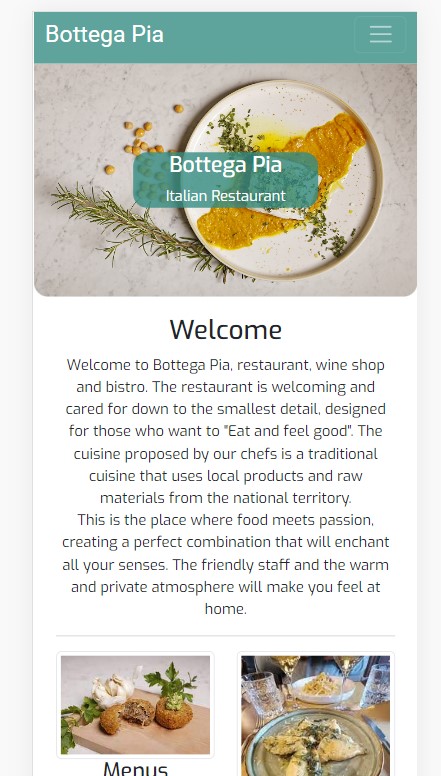 Bottega Pia
Bottega Pia
Italian Restaurant
Welcome
Welcome to Bottega Pia, restaurant, wine shop
and bistro. The restaurant is welcoming and
cared for down to the smallest detail, designed
for those who want to "Eat and feel good". The
cuisine proposed by our chefs is a traditional
cuisine that uses local products and raw
materials from the national territory.
This is the place where food meets passion,
creating a perfect combination that will enchant
all your senses. The friendly staff and the warm
and private atmosphere will make you feel at
home.
Menus